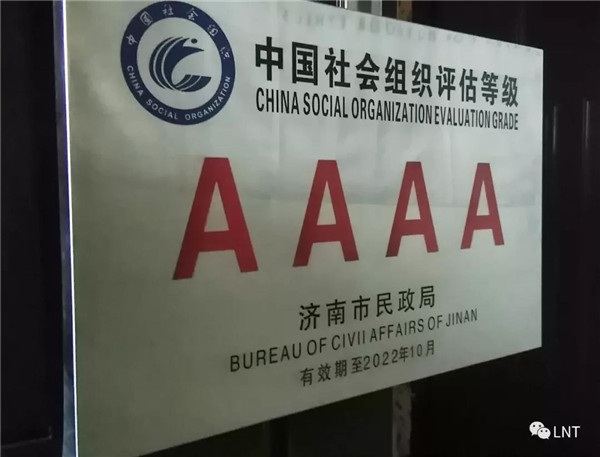 中国社会组织
CHINA SOCIAL ORGANIZATION
中国社会组织评估等级
CHINA SOCIAL ORGANIZATION EVALUATION GRADE
AAAA
济南市民政局
BUREAU OF CIVII AFFAIRS OF JINAN
有效期至2022年10月
LNT